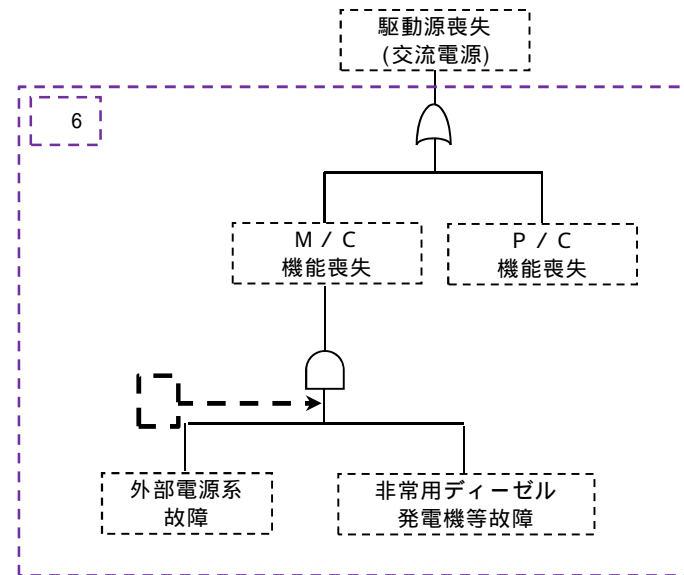 駆動源喪失
(交流電源)
6
M / C
機能喪失
P / C
機能喪失
外部電源系
故障
非常用ディーゼル
発電機等故障